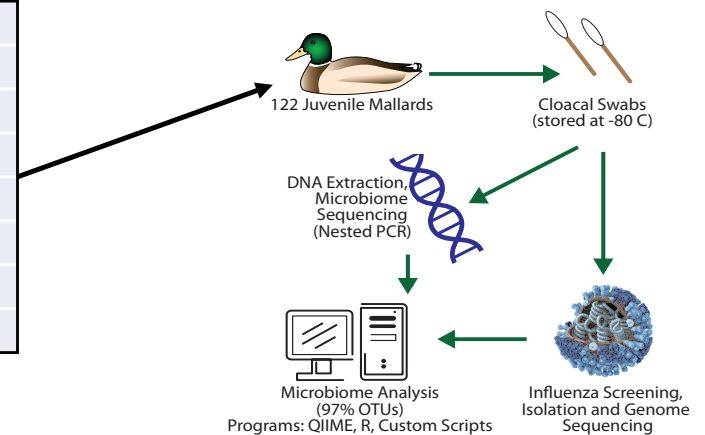 122 Juvenile Mallards
Cloacal Swabs
(stored at -80 C)
DNA Extraction,
Microbiome
Sequencing
(Nested PCR)
Microbiome Analysis
(97% OTUs)
Programs: QIIME, R, Custom Scripts
Influenza Screening,
Isolation and Genome
Sequencing